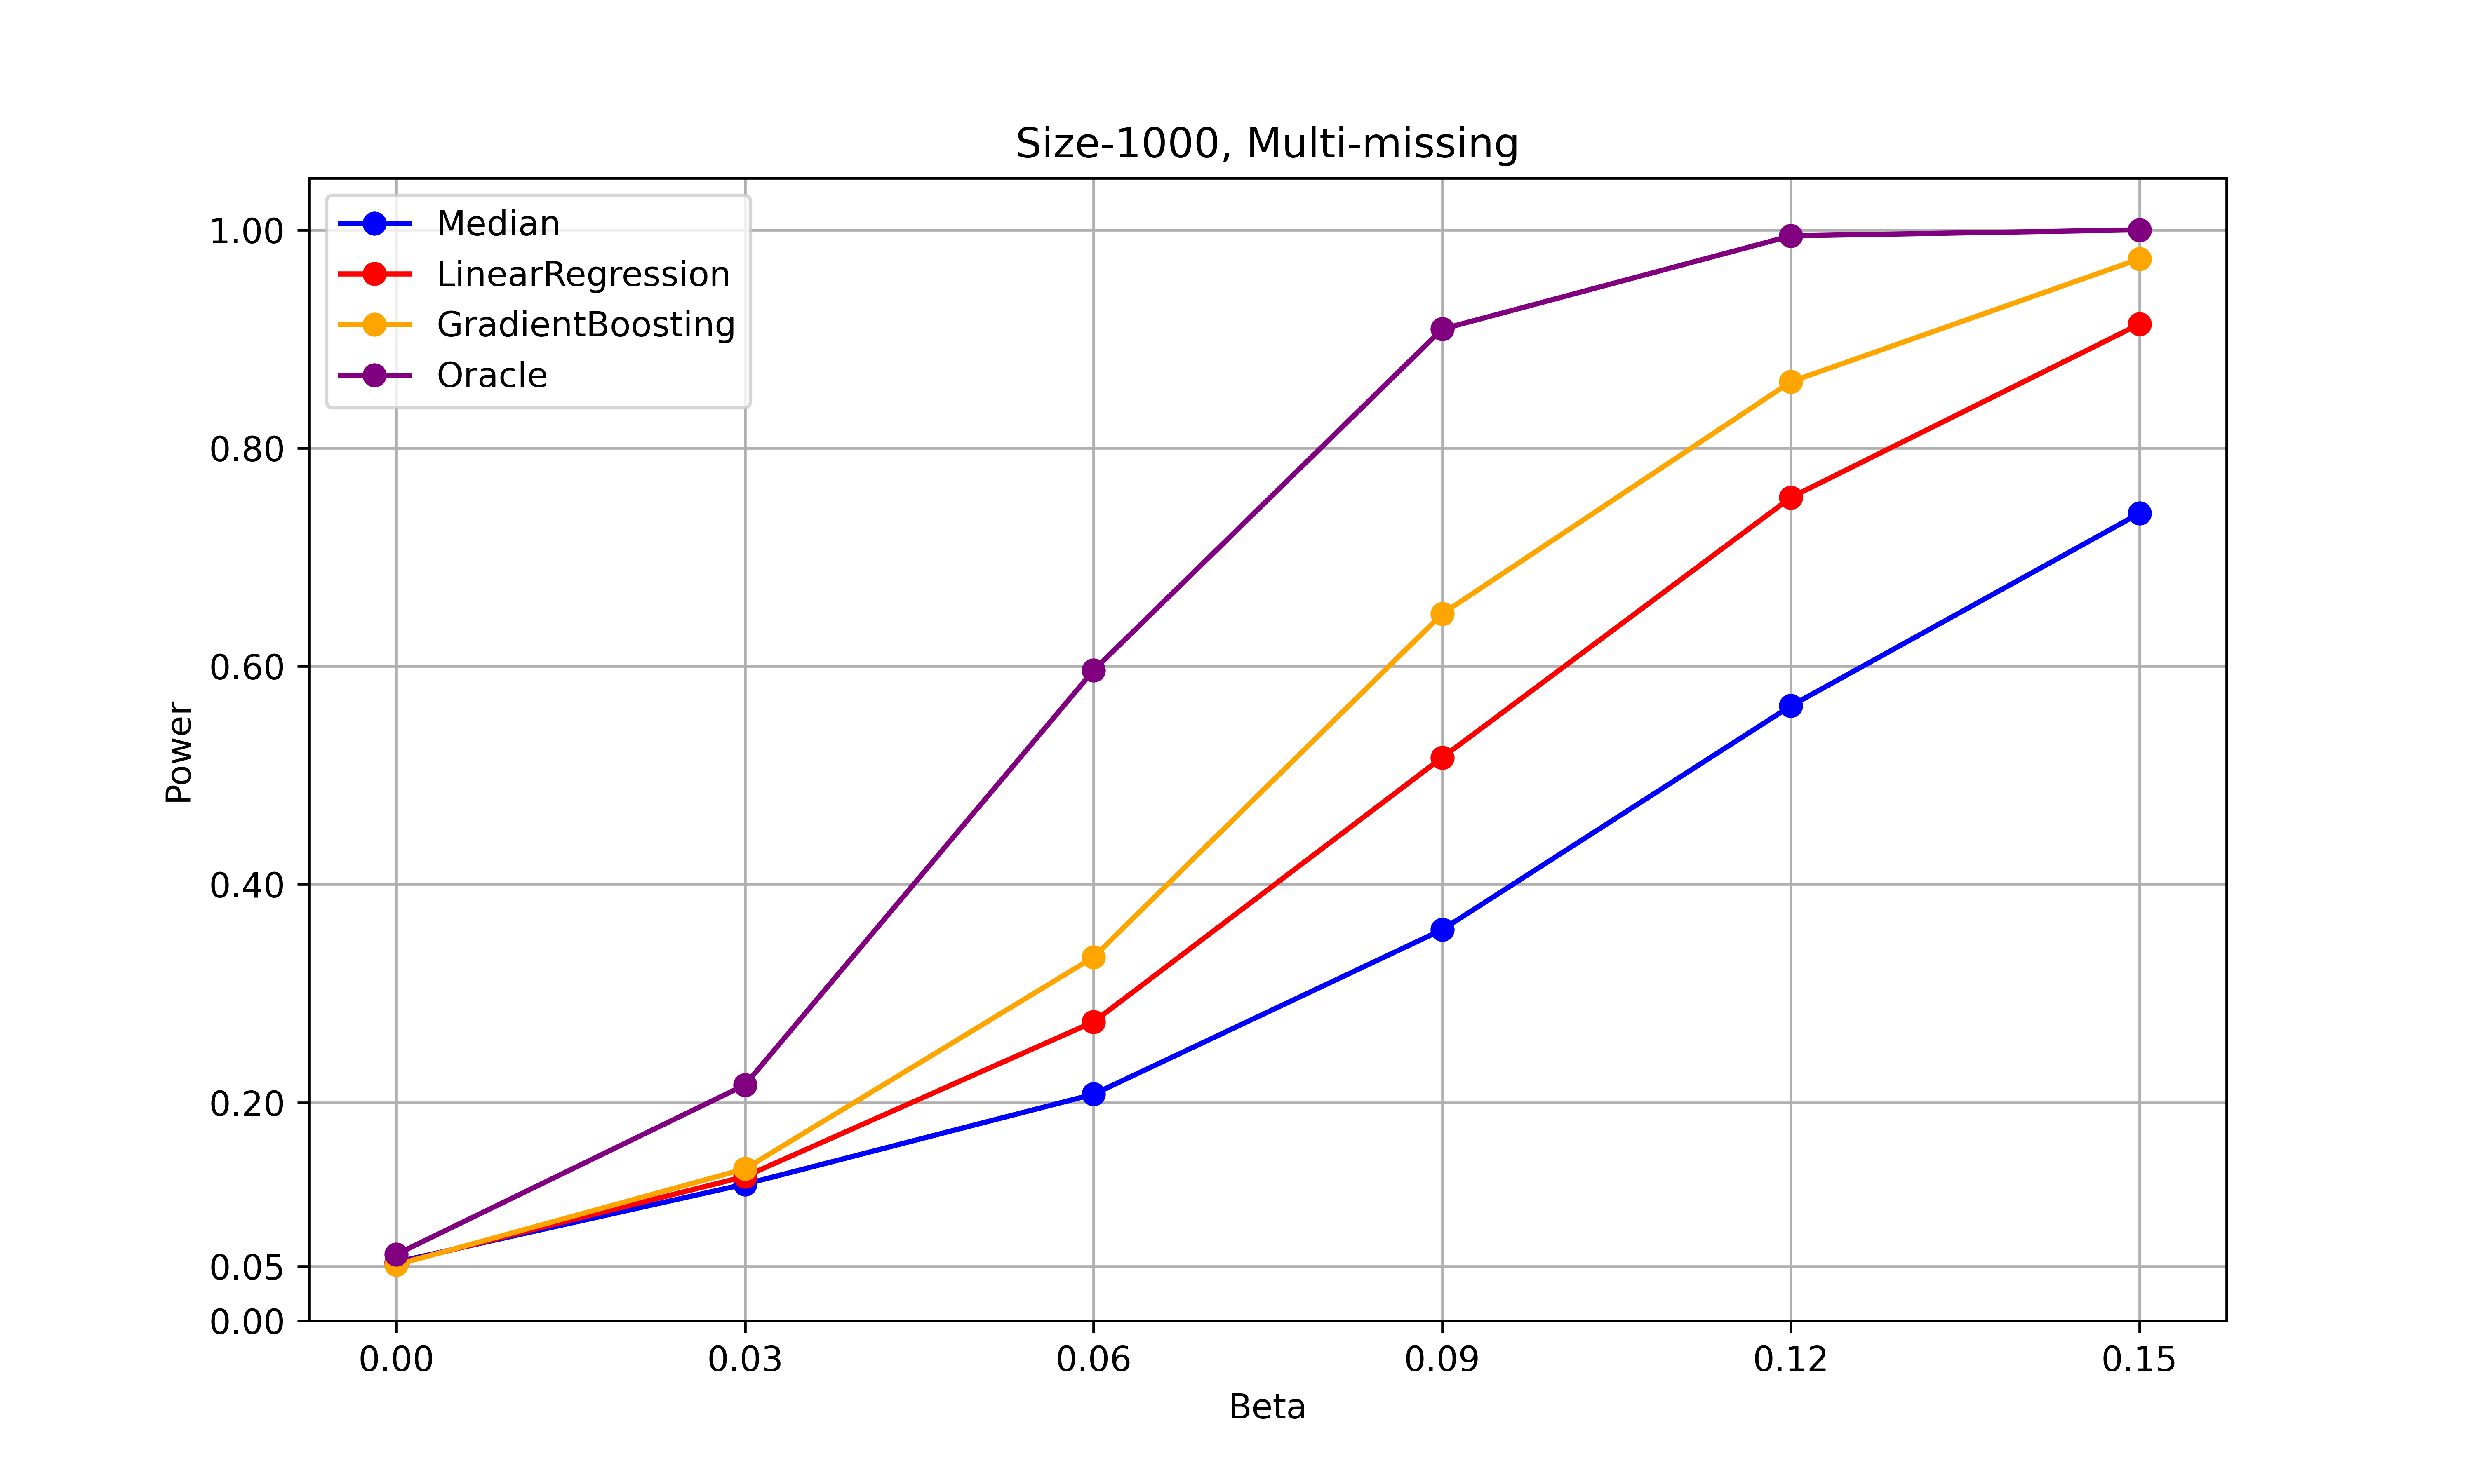 Size-1000, Multi-missing
Median
LinearRegression
GradientBoosting
Oracle
1.00
0.80
0.60
0.40
0.20
0.05
0.00
Power
0.00 0.03 0.06 0.09 0.12 0.15
Beta